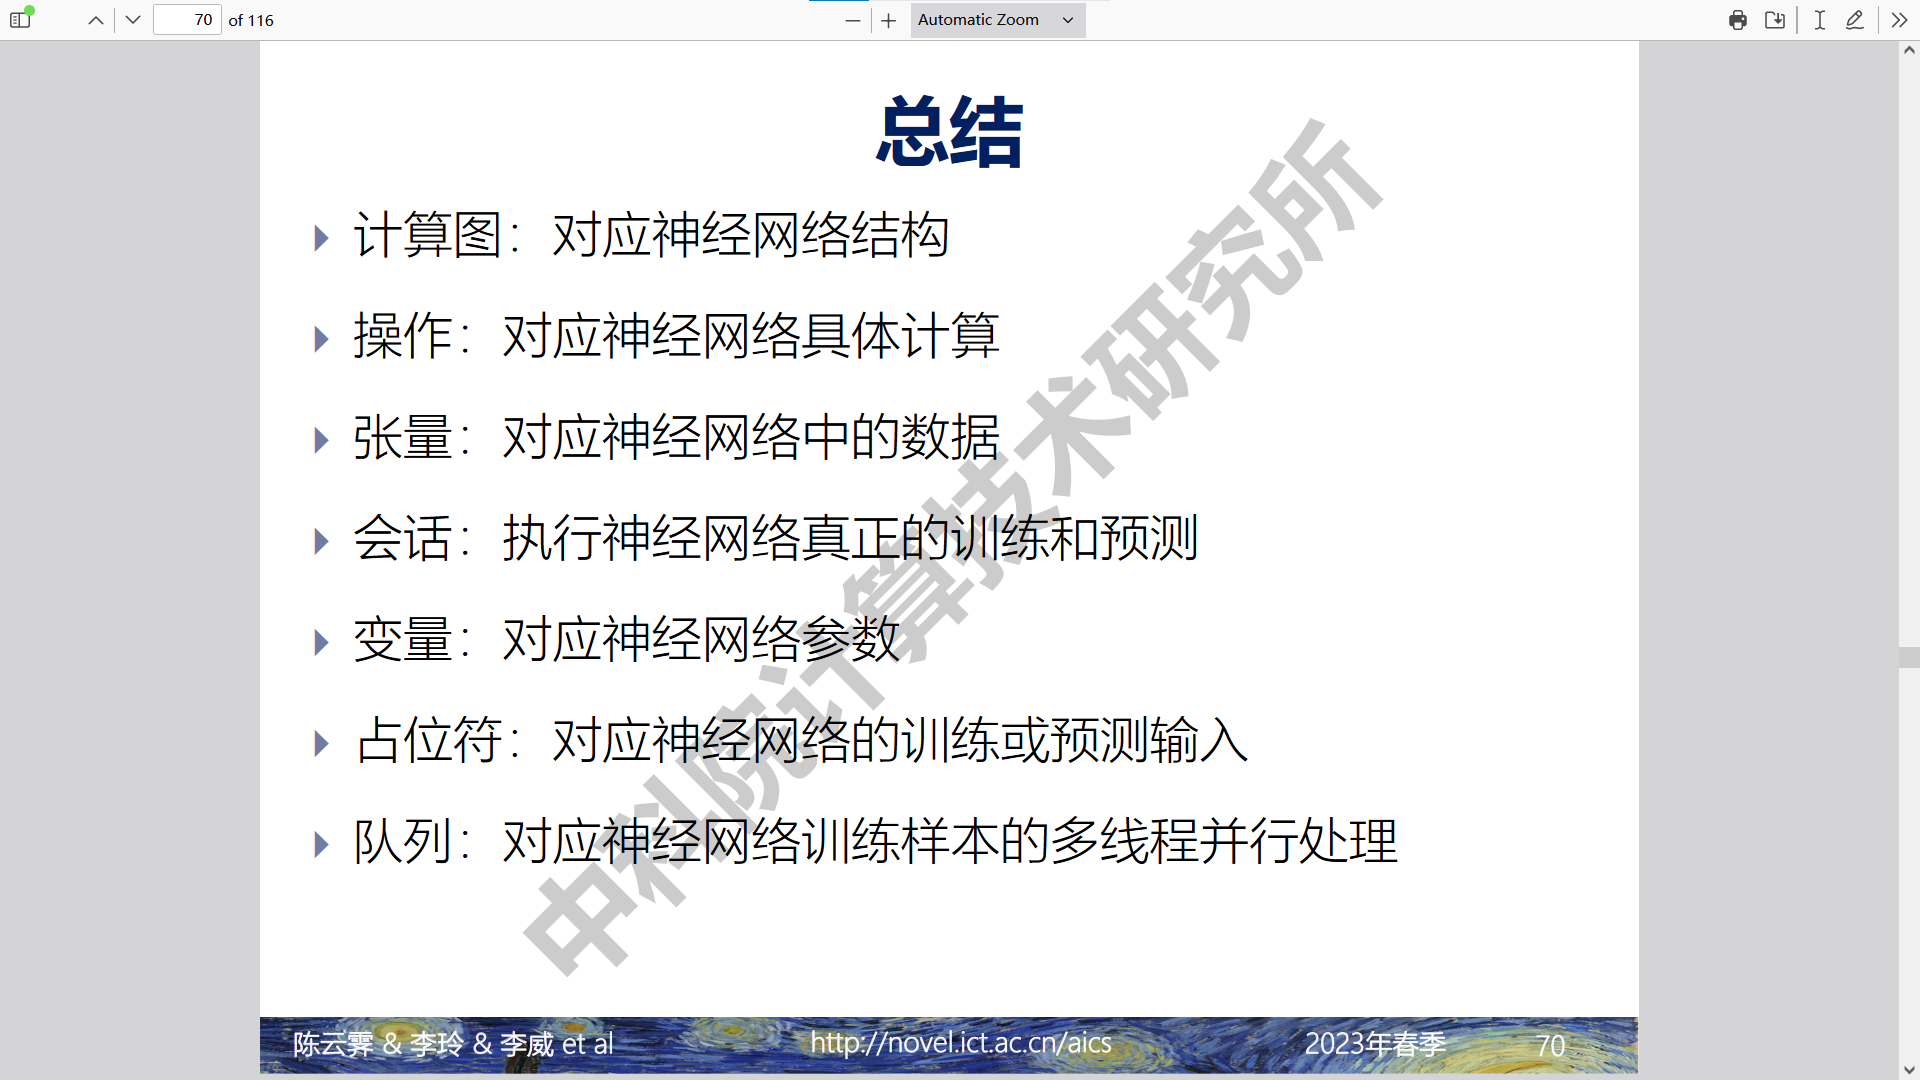 70 of 116
Automatic Zoom
总结
计算图：对应神经网络结构
操作：对应神经网络具体计算
张量：对应神经网络中的数据
会话：执行神经网络真正的训练和预测
变量：对应神经网络参数
占位符：对应神经网络的训练或预测输入
队列：对应神经网络训练样本的多线程并行处理
中科院计算技术研究所
陈云霁 & 李玲 & 李威 et al
http://novel.ict.ac.cn/aics
2023年春季
70